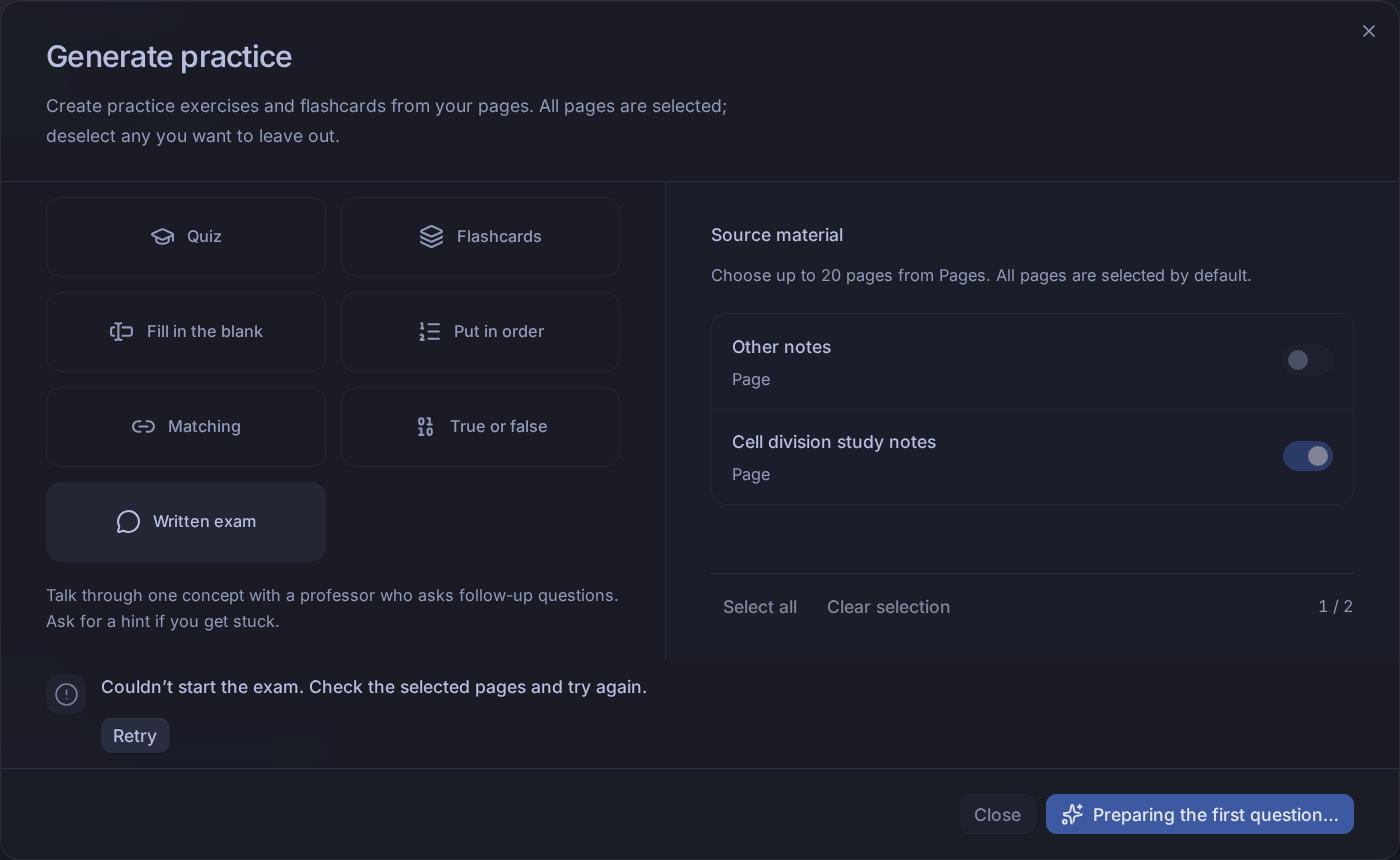 Generate practice
Create practice exercises and flashcards from your pages. All pages are selected;
deselect any you want to leave out.
Quiz
Flashcards
Fill in the blank
Put in order
Matching
True or false
Written exam
Talk through one concept with a professor who asks follow-up questions.
Ask for a hint if you get stuck.
Source material
Choose up to 20 pages from Pages. All pages are selected by default.
Other notes
Page
Cell division study notes
Page
Select all
Clear selection
1 / 2
Couldn’t start the exam. Check the selected pages and try again.
Retry
Close
Preparing the first question…